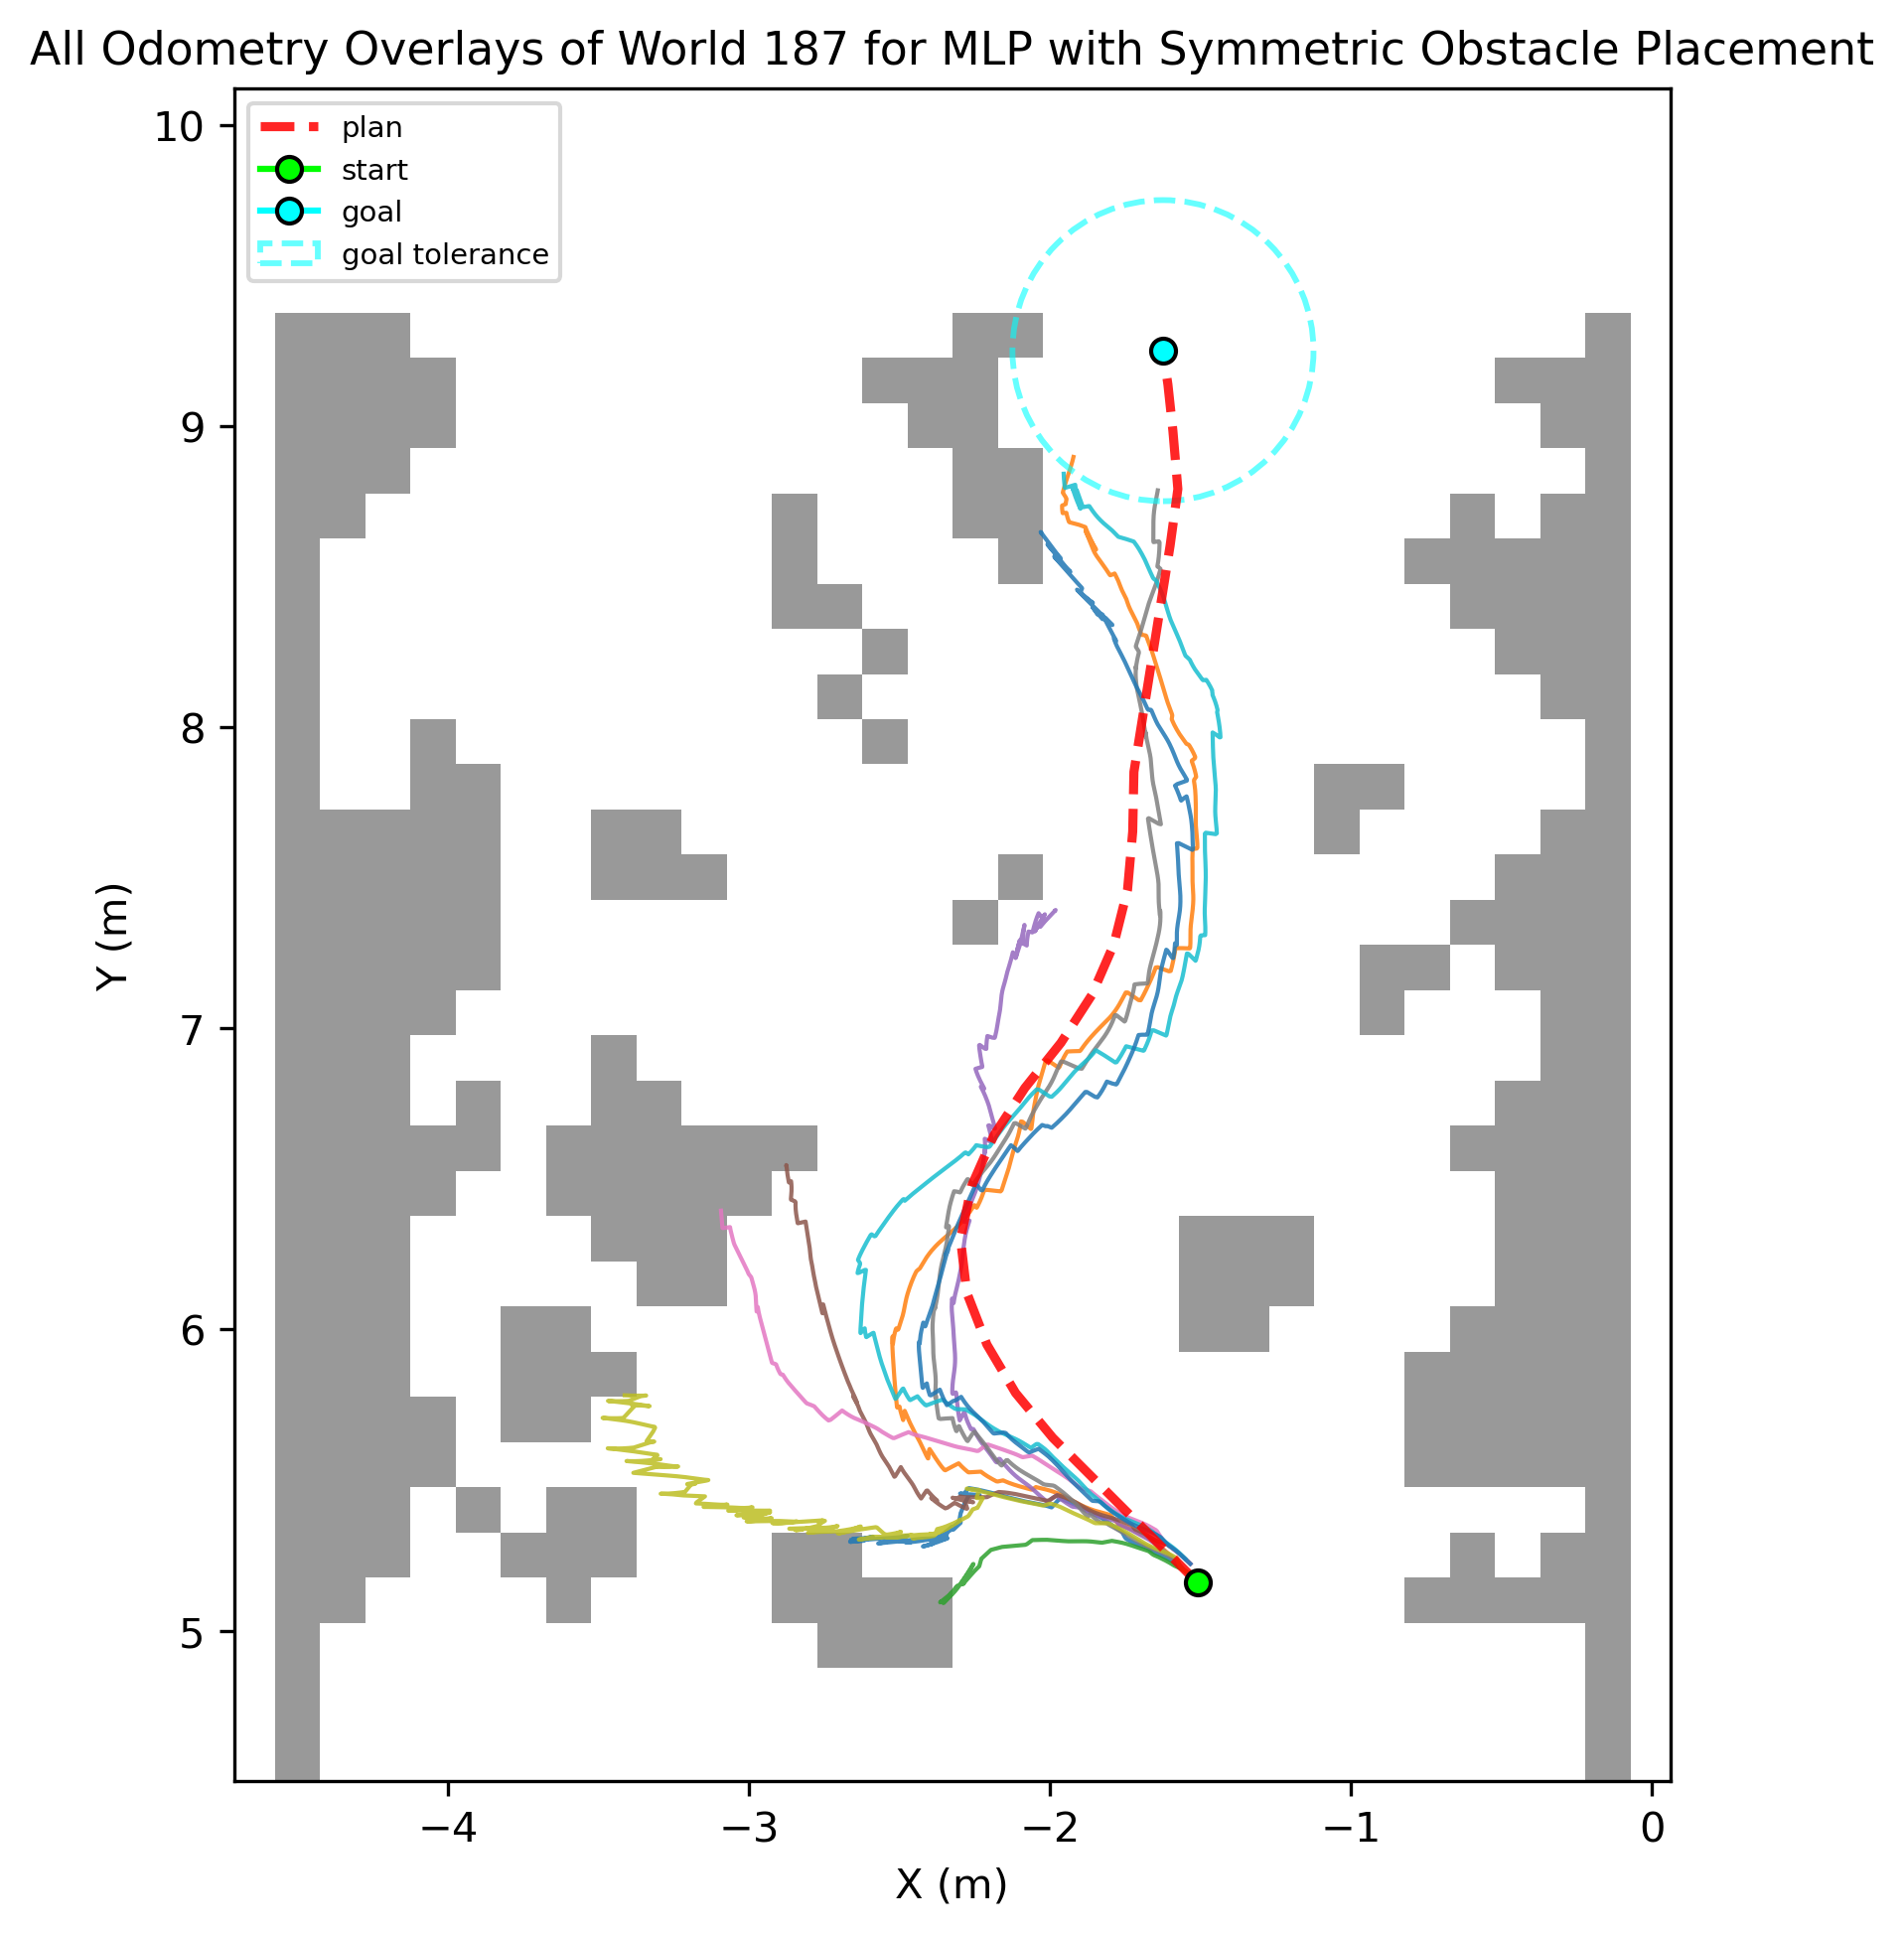 All Odometry Overlays of World 187 for MLP with Symmetric Obstacle Placement
plan
start
goal
goal tolerance
10
9
8
7
6
5
Y (m)
−4
−3
−2
−1
0
X (m)